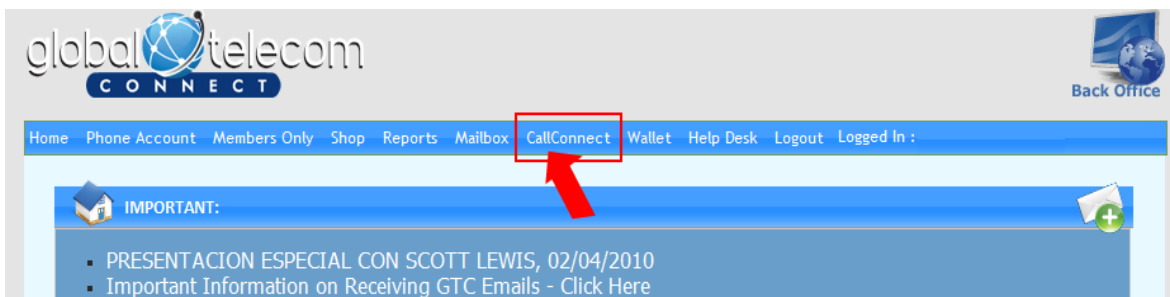 global telecom
CONNECT
Back Office
Home Phone Account Members Only Shop Reports Mailbox CallConnect Wallet Help Desk Logout Logged In :
IMPORTANT:
PRESENTACION ESPECIAL CON SCOTT LEWIS, 02/04/2010
Important Information on Receiving GTC Emails - Click Here